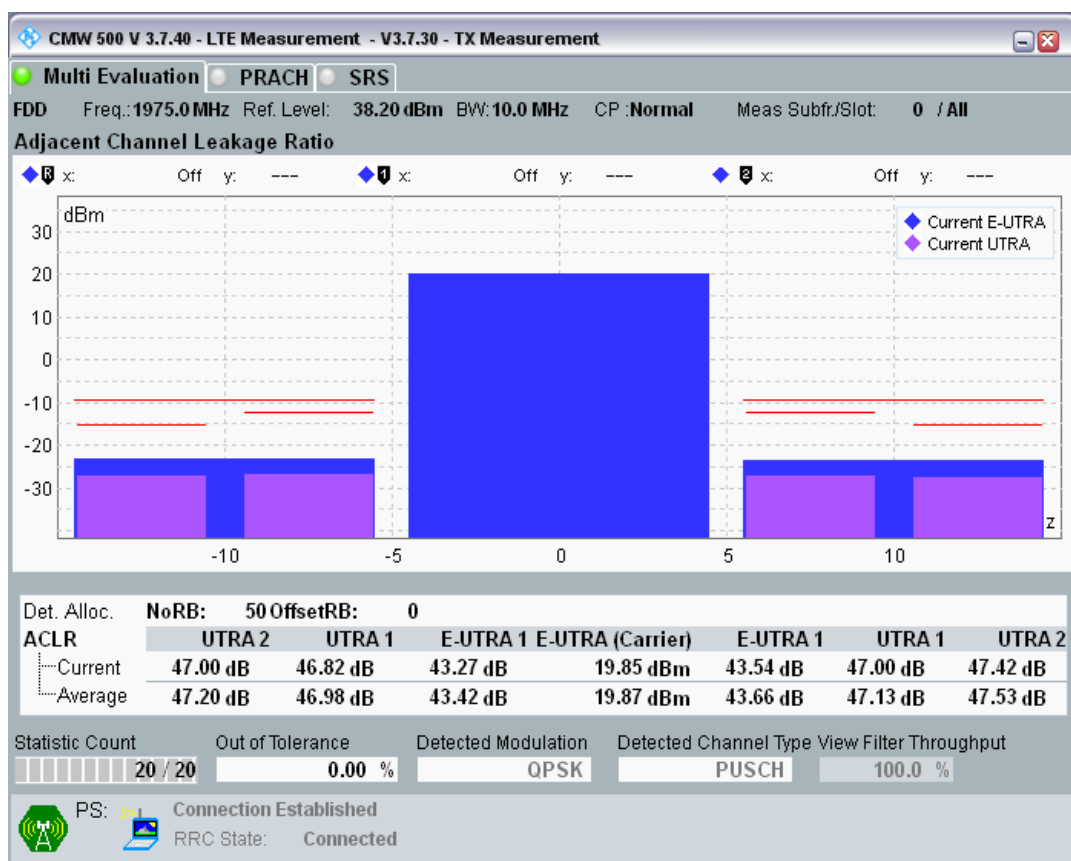 CMW 500 V 3.7.40 - LTE Measurement - V3.7.30 - TX Measurement
Multi Evaluation PRACH SRS
FDD Freq.: 1975.0 MHz Ref. Level: 38.20 dBm BW: 10.0 MHz CP :Normal Meas Subfr./Slot: 0 / All
Adjacent Channel Leakage Ratio
R x: Off y: --- 1 x: Off y: --- 2 x: Off y: ---
dBm
Current E-UTRA
Current UTRA
30
20
10
0
-10
-20
-30
z
-10 -5 0 5 10
Det. Alloc. NoRB: 50 OffsetRB: 0
ACLR UTRA 2 UTRA 1 E-UTRA 1 E-UTRA (Carrier) E-UTRA 1 UTRA 1 UTRA 2
Current 47.00 dB 46.82 dB 43.27 dB 19.85 dBm 43.54 dB 47.00 dB 47.42 dB
Average 47.20 dB 46.98 dB 43.42 dB 19.87 dBm 43.66 dB 47.13 dB 47.53 dB
Statistic Count Out of Tolerance Detected Modulation Detected Channel Type View Filter Throughput
20 / 20 0.00 % QPSK PUSCH 100.0 %
PS: Connection Established
RRC State: Connected